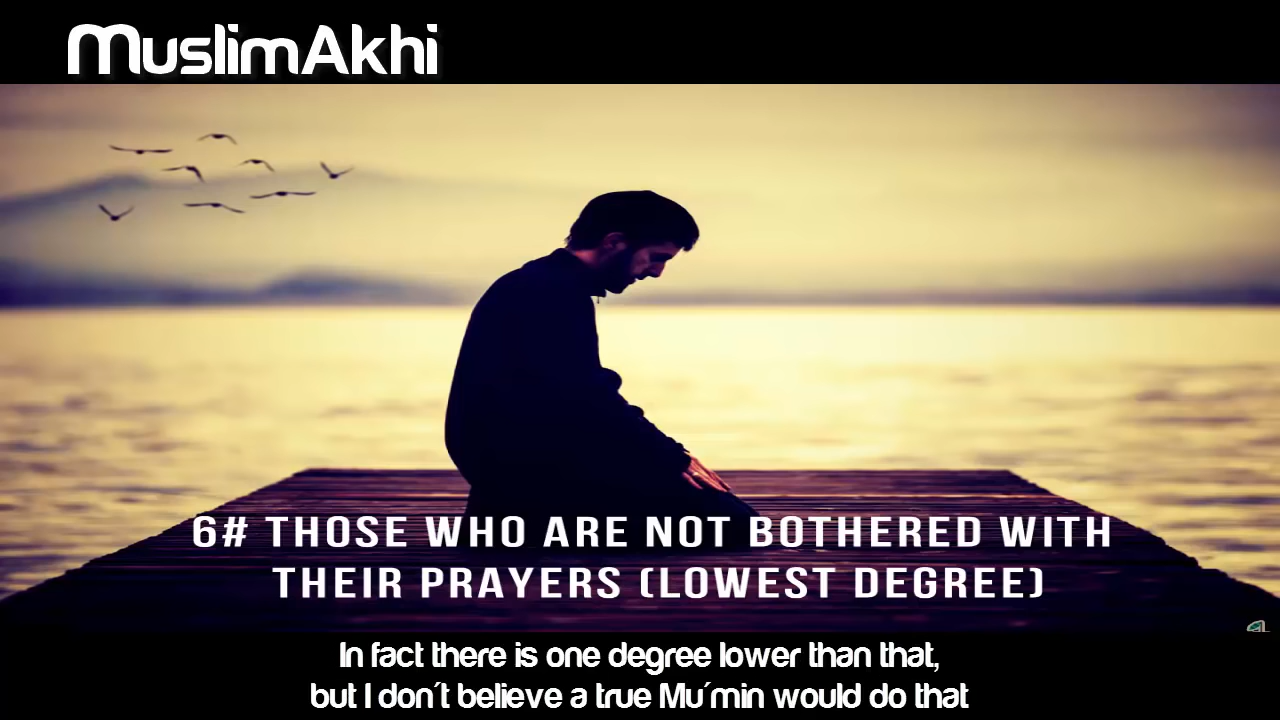 MuslimAkhi
6# THOSE WHO ARE NOT BOTHERED WITH
THEIR PRAYERS (LOWEST DEGREE)
In fact there is one degree lower than that,
but I don´t believe a true Mu´min would do that